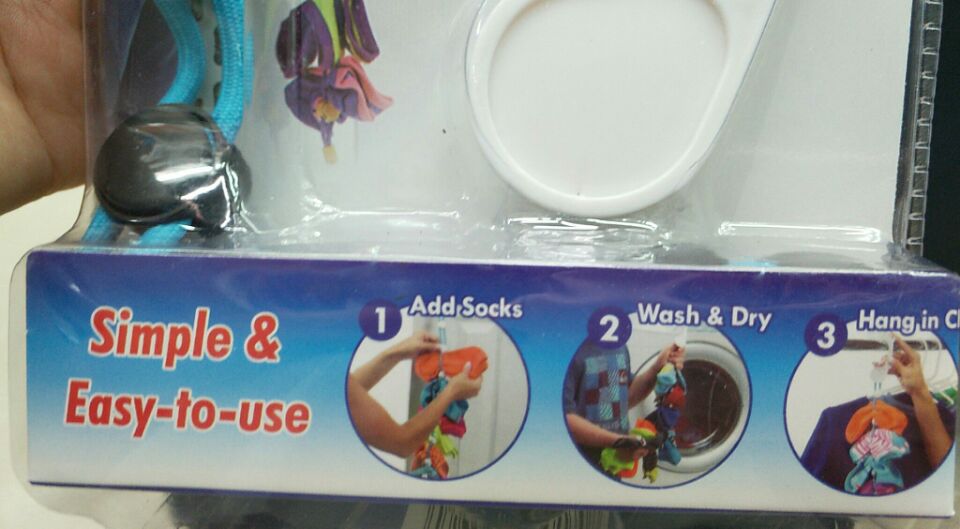 Simple &
Easy-to-use
1 Add Socks
2 Wash & Dry
3 Hang in